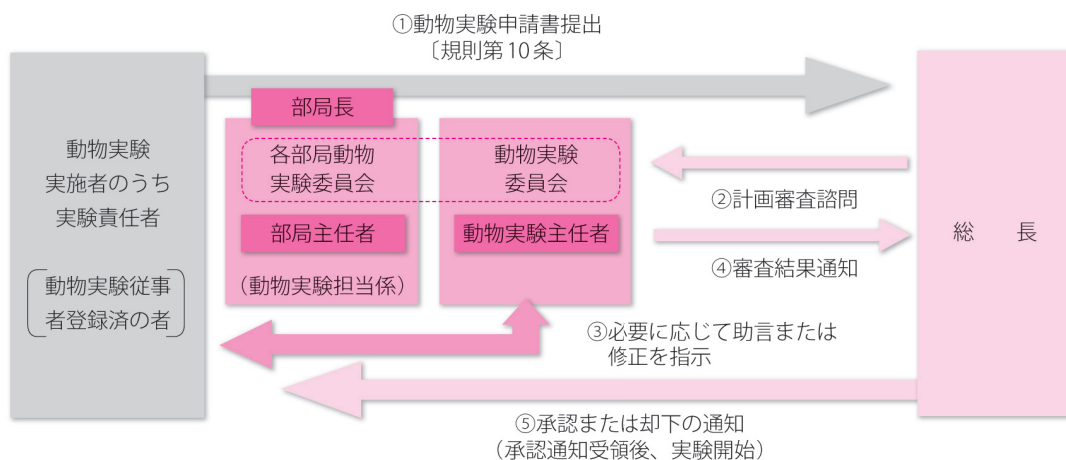 ①動物実験申請書提出
〔規則第10条〕
部局長
動物実験
実施者のうち
実験責任者
動物実験従事
者登録済の者
各部局動物
実験委員会
部局主任者
(動物実験担当係)
動物実験
委員会
動物実験主任者
②計画審査諮問
④審査結果通知
総　長
③必要に応じて助言または
修正を指示
⑤承認または却下の通知
(承認通知受領後、実験開始)